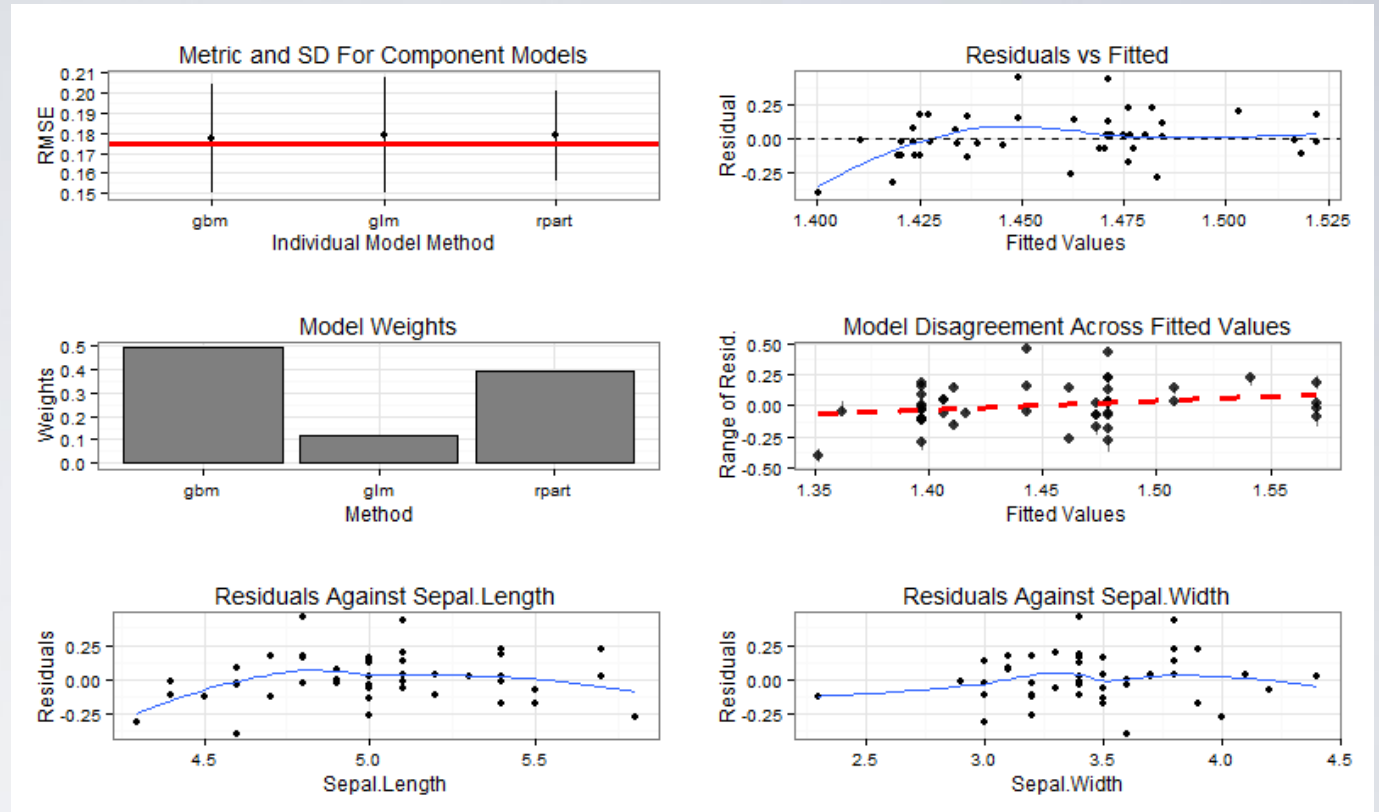 Metric and SD For Component Models
0.21
0.20
0.19
0.18
0.17
0.16
0.15
RMSE
gbm glm rpart
Individual Model Method
Residuals vs Fitted
0.25
0.00
-0.25
Residual
1.400 1.425 1.450 1.475 1.500 1.525
Fitted Values
Model Weights
0.5
0.4
0.3
0.2
0.1
0.0
Weights
gbm glm rpart
Method
Model Disagreement Across Fitted Values
0.50
0.25
0.00
-0.25
-0.50
Range of Resid.
1.35 1.40 1.45 1.50 1.55
Fitted Values
Residuals Against Sepal.Length
0.25
0.00
-0.25
Residuals
4.5 5.0 5.5
Sepal.Length
Residuals Against Sepal.Width
0.25
0.00
-0.25
Residuals
2.5 3.0 3.5 4.0 4.5
Sepal.Width